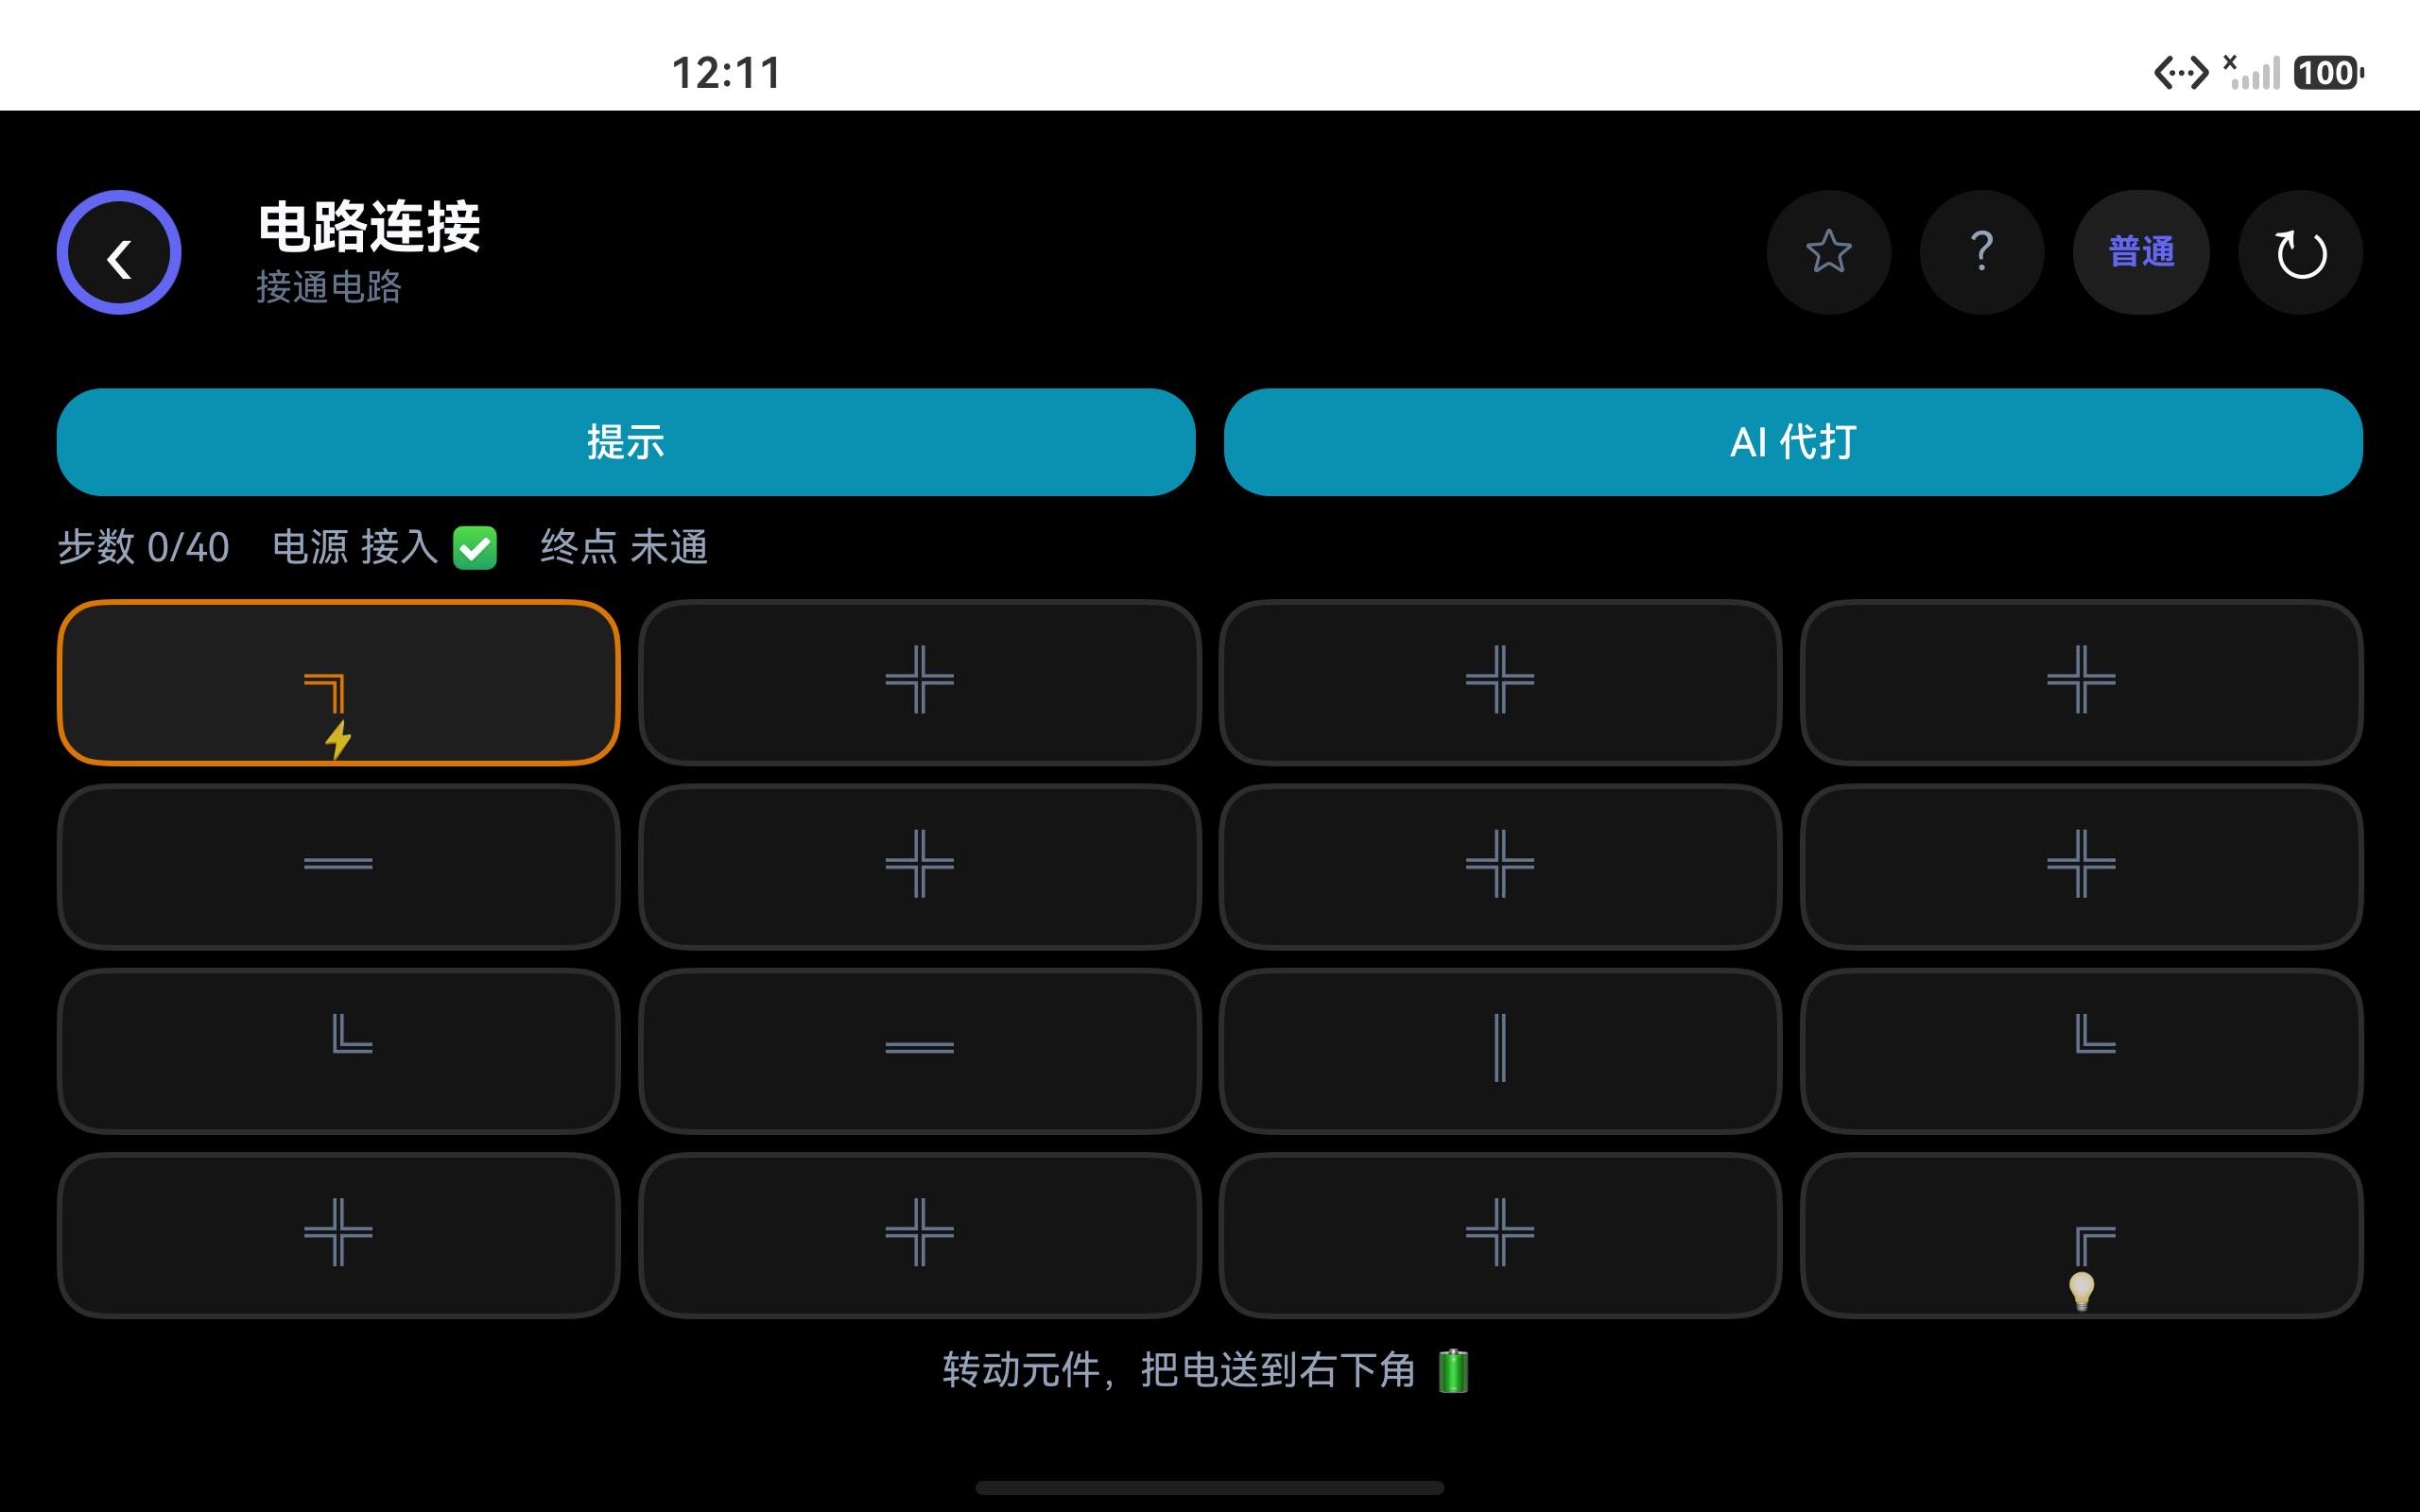 12:11
100
电路连接
接通电路
?
普通
提示
AI 代打
步数 0/40 电源 接入 ✅ 终点 未通
╗ ╬ ╬ ╬
═ ╬ ╬ ╬
╚ ═ ║ ╚
╬ ╬ ╬ ╔
转动元件，把电送到右下角 🔋